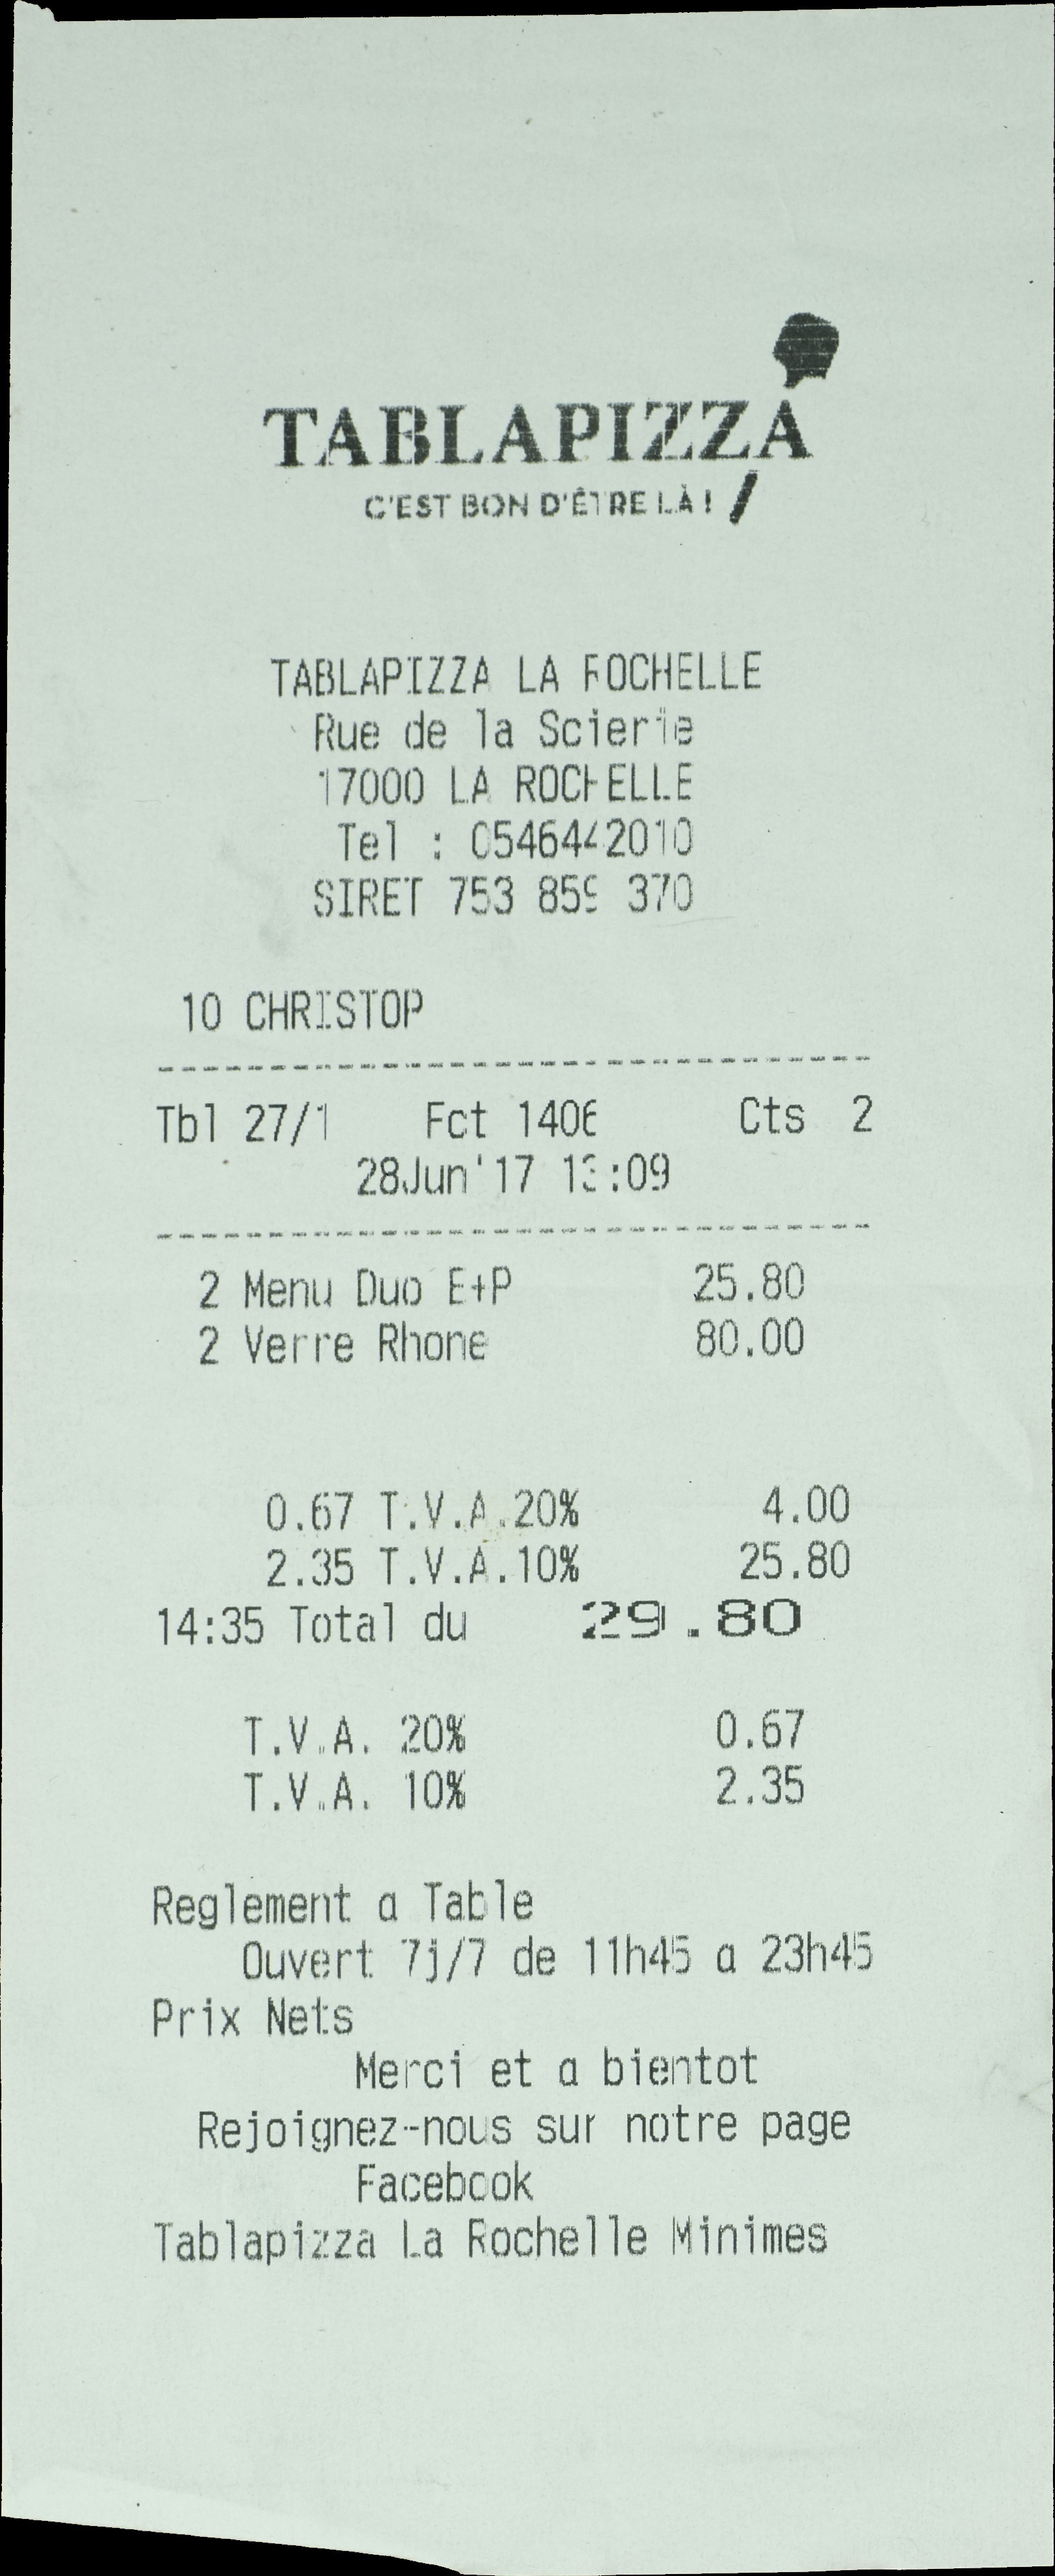 TABLAPIZZA
C'EST BON D'ÊTRE LÀ !
TABLAPIZZA LA ROCHELLE
Rue de la Scierie
17000 LA ROCHELLE
Tel : 0546442010
SIRET 753 859 370
10 CHRISTOP
Tbl 27/1 Fct 1406 Cts 2
28Jun'17 13:09
2 Menu Duo E+P 25.80
2 Verre Rhone 80.00
0.67 T.V.A.20% 4.00
2.35 T.V.A.10% 25.80
14:35 Total du 29.80
T.V.A. 20% 0.67
T.V.A. 10% 2.35
Reglement a Table
Ouvert 7j/7 de 11h45 a 23h45
Prix Nets
Merci et a bientot
Rejoignez-nous sur notre page
Facebook
Tablapizza La Rochelle Minimes